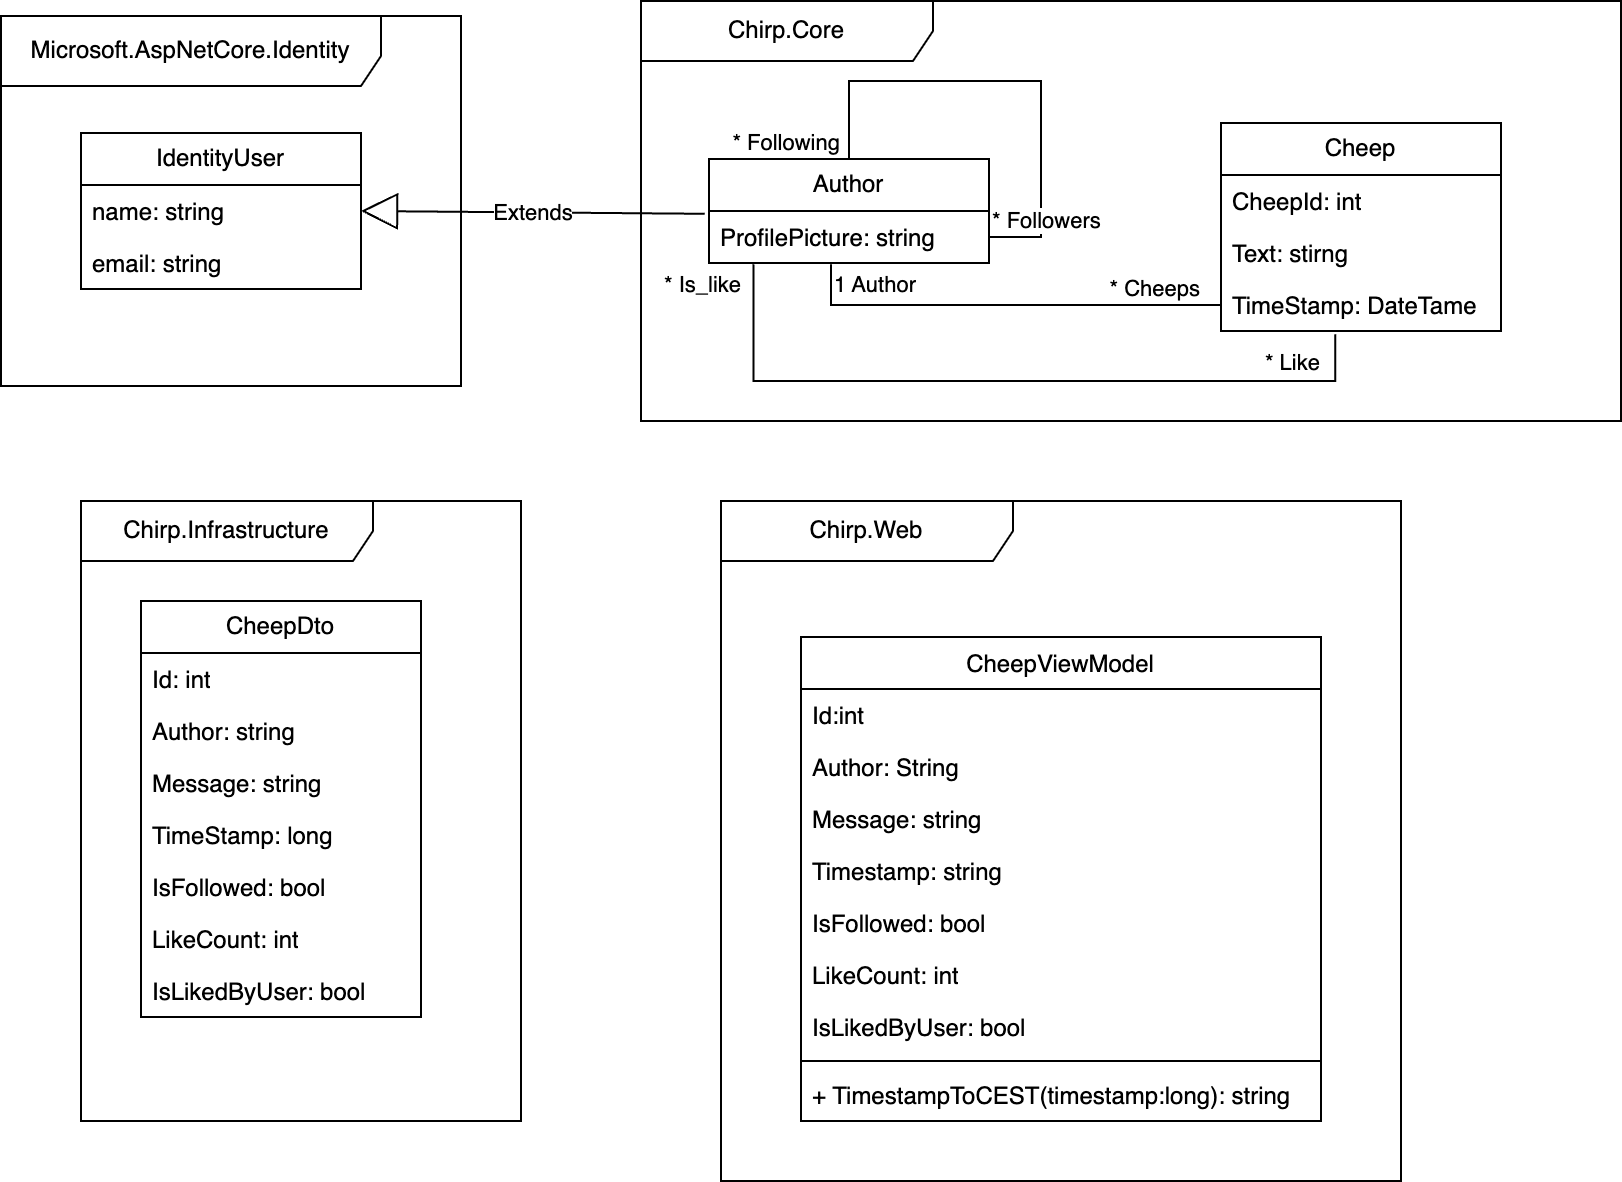 Microsoft.AspNetCore.Identity
IdentityUser
name: string
email: string
Extends
Chirp.Core
* Following
Author
ProfilePicture: string
* Followers
* Is_like
1 Author
* Cheeps
* Like
Cheep
CheepId: int
Text: stirng
TimeStamp: DateTame
Chirp.Infrastructure
CheepDto
Id: int
Author: string
Message: string
TimeStamp: long
IsFollowed: bool
LikeCount: int
IsLikedByUser: bool
Chirp.Web
CheepViewModel
Id:int
Author: String
Message: string
Timestamp: string
IsFollowed: bool
LikeCount: int
IsLikedByUser: bool
+ TimestampToCEST(timestamp:long): string